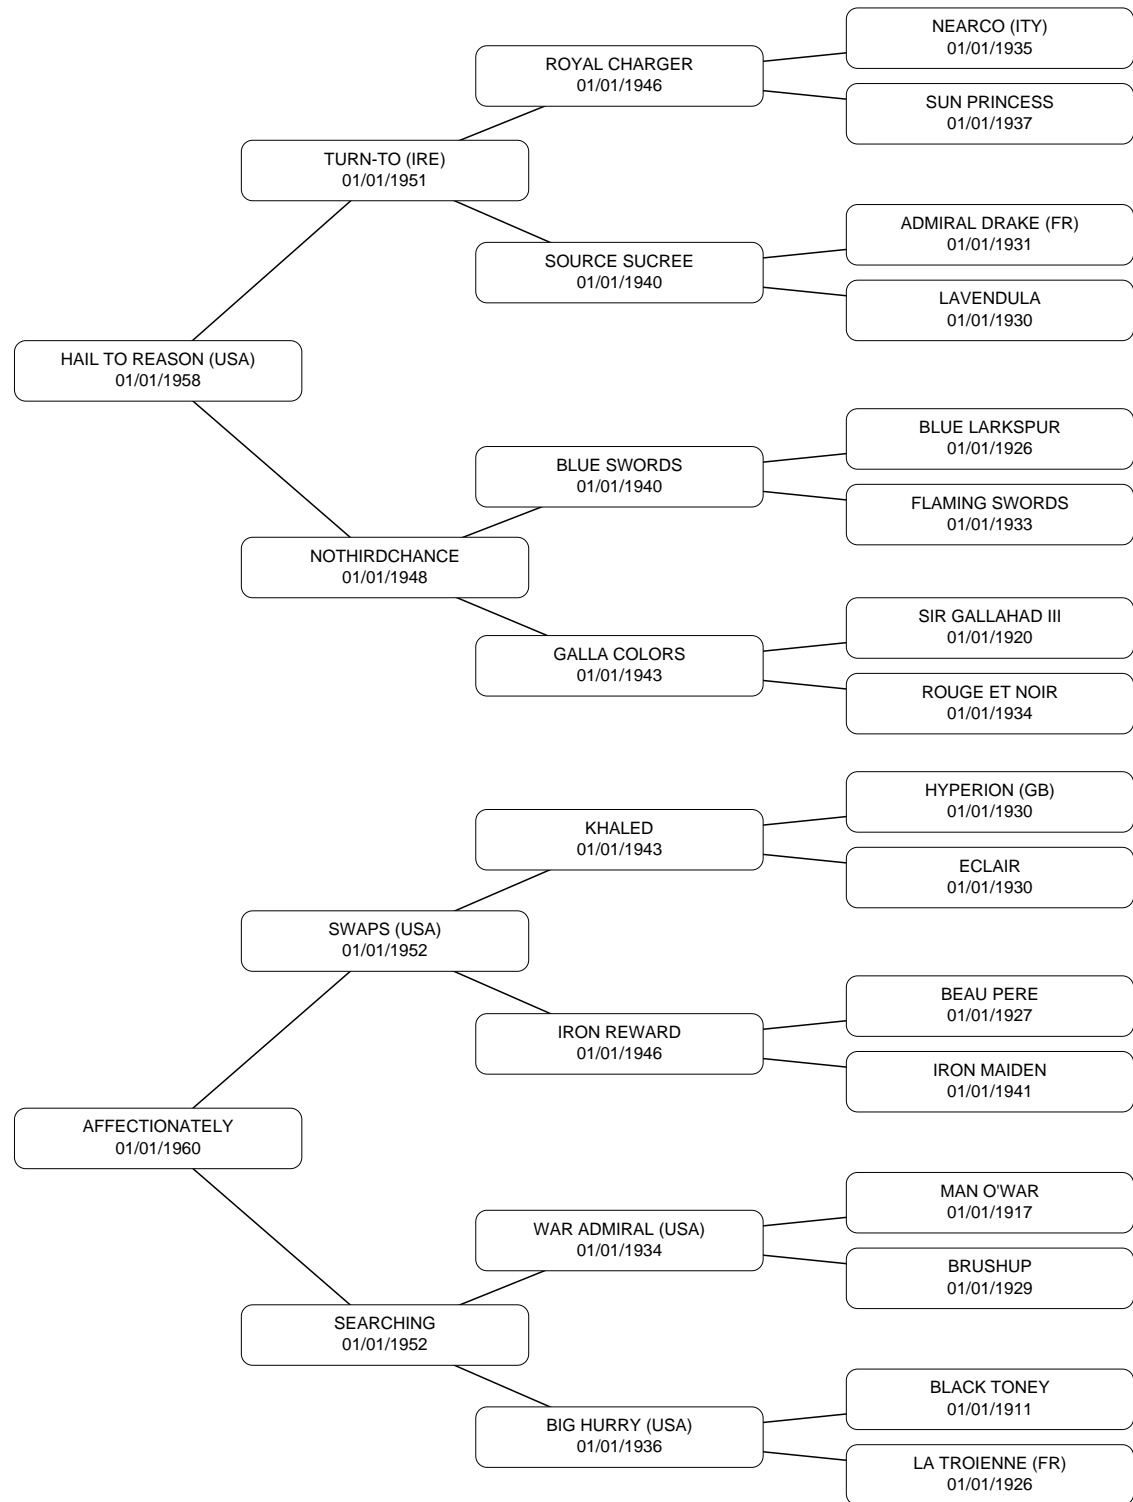 NEARCO (ITY)
01/01/1935
ROYAL CHARGER
01/01/1946
SUN PRINCESS
01/01/1937
TURN-TO (IRE)
01/01/1951
ADMIRAL DRAKE (FR)
01/01/1931
SOURCE SUCREE
01/01/1940
LAVENDULA
01/01/1930
HAIL TO REASON (USA)
01/01/1958
BLUE LARKSPUR
01/01/1926
BLUE SWORDS
01/01/1940
FLAMING SWORDS
01/01/1933
NOTHIRDCHANCE
01/01/1948
SIR GALLAHAD III
01/01/1920
GALLA COLORS
01/01/1943
ROUGE ET NOIR
01/01/1934
HYPERION (GB)
01/01/1930
KHALED
01/01/1943
ECLAIR
01/01/1930
SWAPS (USA)
01/01/1952
BEAU PERE
01/01/1927
IRON REWARD
01/01/1946
IRON MAIDEN
01/01/1941
AFFECTIONATELY
01/01/1960
MAN O'WAR
01/01/1917
WAR ADMIRAL (USA)
01/01/1934
BRUSHUP
01/01/1929
SEARCHING
01/01/1952
BLACK TONEY
01/01/1911
BIG HURRY (USA)
01/01/1936
LA TROIENNE (FR)
01/01/1926